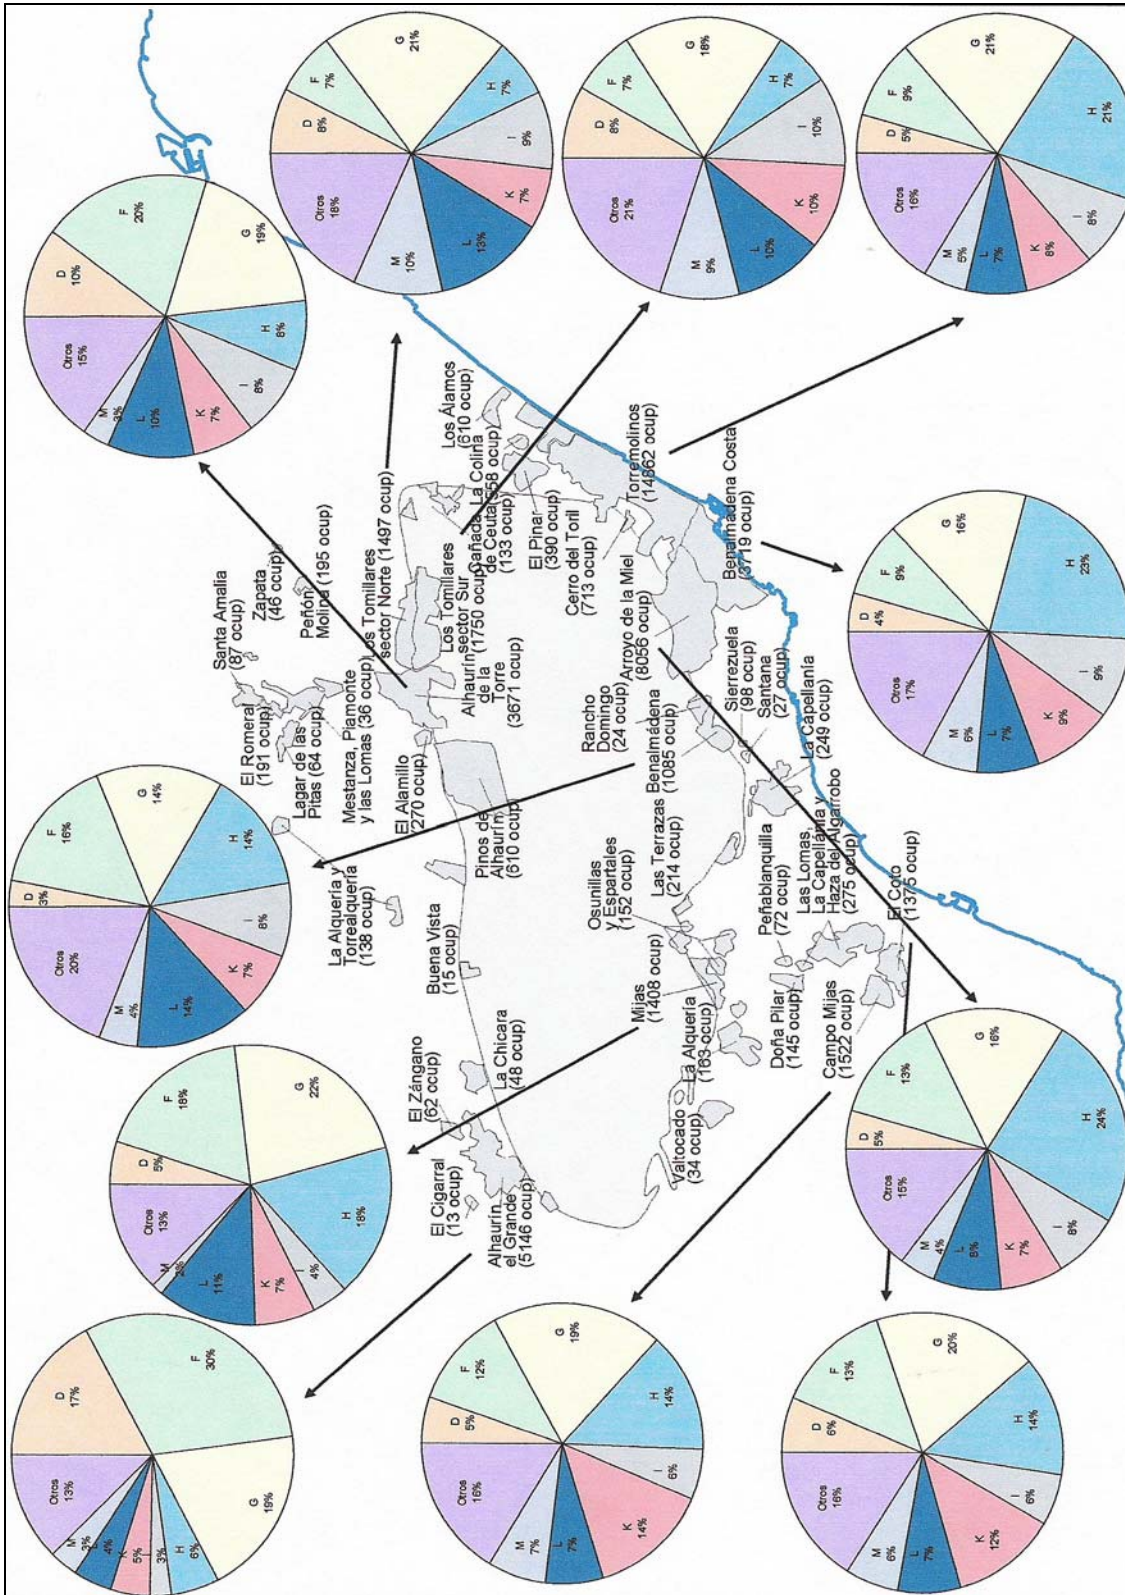 D
10%
F
20%
G
19%
H
8%
I
8%
K
7%
L
10%
M
3%
Otros
15%
D
8%
F
7%
G
21%
H
7%
I
9%
K
7%
L
13%
M
10%
Otros
18%
D
8%
F
7%
G
18%
H
7%
I
10%
K
10%
L
10%
M
9%
Otros
21%
D
5%
F
9%
G
21%
H
21%
I
8%
K
8%
L
7%
M
5%
Otros
16%
D
4%
F
9%
G
16%
H
23%
I
9%
K
9%
L
7%
M
6%
Otros
17%
D
3%
F
16%
G
14%
H
14%
I
8%
K
7%
L
14%
M
4%
Otros
20%
D
5%
F
18%
G
22%
H
18%
I
4%
K
7%
L
11%
M
2%
Otros
13%
D
17%
F
30%
G
19%
H
6%
I
3%
K
5%
L
4%
M
3%
Otros
13%
D
5%
F
12%
G
19%
H
14%
I
6%
K
14%
L
7%
M
7%
Otros
16%
D
6%
F
13%
G
20%
H
14%
I
6%
K
12%
L
7%
M
6%
Otros
16%
D
5%
F
13%
G
16%
H
24%
I
8%
K
7%
L
8%
M
4%
Otros
15%
Santa Amalia
(87 ocup)
Zapata
(46 ocup)
Peñón
Molina (195 ocup)
El Romeral
(191 ocup)
Lagar de las
Pitas (64 ocup)
Mestanza, Piamonte
y las Lomas (36 ocup)
Los Tomillares
sector Norte (1497 ocup)
Los Tomillares
sector Sur
(1750 ocup)
Alhaurín
de la
Torre
(3671 ocup)
El Alamillo
(270 ocup)
Pinos de
Alhaurín
(610 ocup)
Los Álamos
(610 ocup)
La Colina
(558 ocup)
Cañada
de Ceuta
(133 ocup)
El Pinar
(390 ocup)
Cerro del Toril
(713 ocup)
Torremolinos
(14862 ocup)
Benalmádena Costa
(3719 ocup)
Arroyo de la Miel
(8056 ocup)
Rancho
Domingo
(24 ocup)
Benalmádena
(1085 ocup)
Sierrezuela
(98 ocup)
Santana
(27 ocup)
La Capellanía
(249 ocup)
La Alquería y
Torrealquería
(138 ocup)
Buena Vista
(15 ocup)
Las Terrazas
(214 ocup)
Osunillas
y Espartales
(152 ocup)
Peñablanquilla
(72 ocup)
Las Lomas,
La Capellanía y
Haza del Algarrobo
(275 ocup)
El Coto
(1375 ocup)
Mijas
(1408 ocup)
La Alquería
(163 ocup)
Doña Pilar
(145 ocup)
Campo Mijas
(1522 ocup)
El Zángano
(62 ocup)
La Chicara
(48 ocup)
El Cigarral
(13 ocup)
Alhaurín
el Grande
(5146 ocup)
Valtocado
(34 ocup)